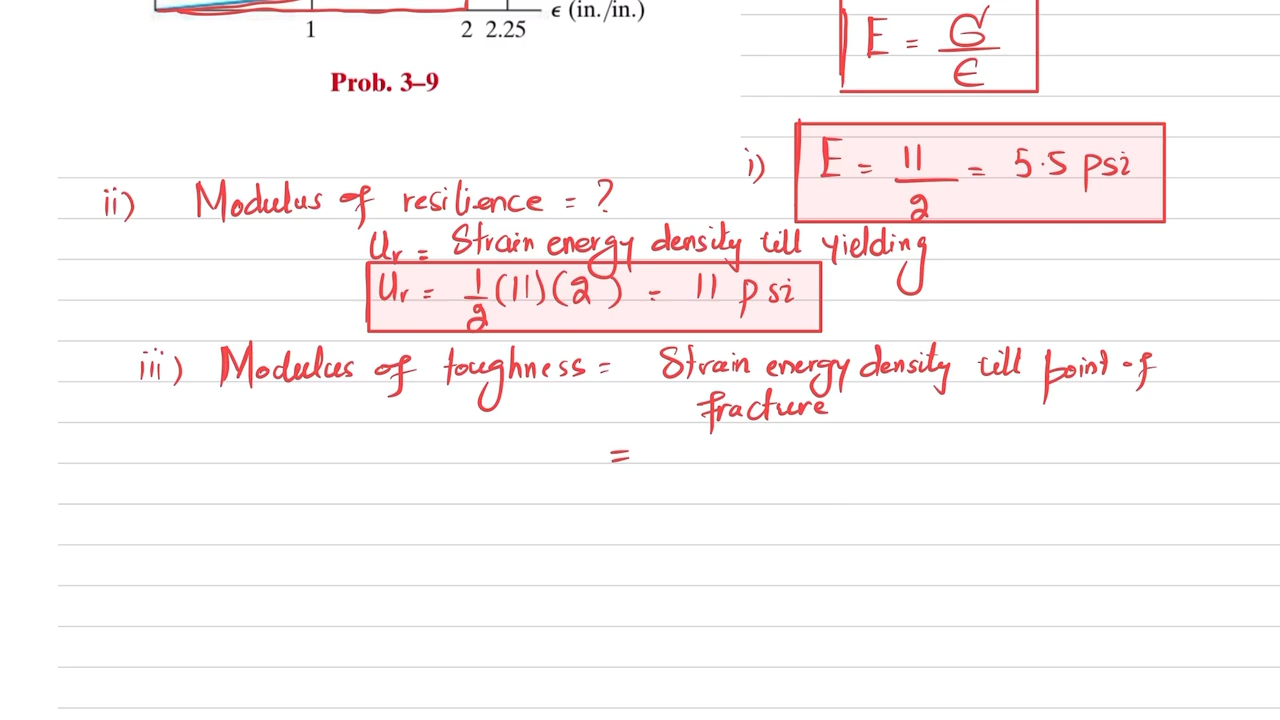 ϵ (in./in.)
1 2 2.25
Prob. 3–9
E = σ/ϵ
i) E = 11/2 = 5.5 psi
ii) Modulus of resilience = ?
ur = Strain energy density till yielding
ur = 1/2 (11)(2) = 11 psi
iii) Modulus of toughness = Strain energy density till point of
fracture
=